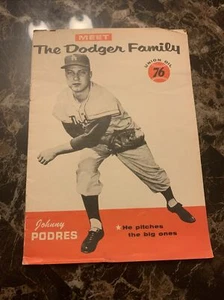 MEET
The Dodger Family
UNION OIL
76
Johnny
PODRES
He pitches
the big ones